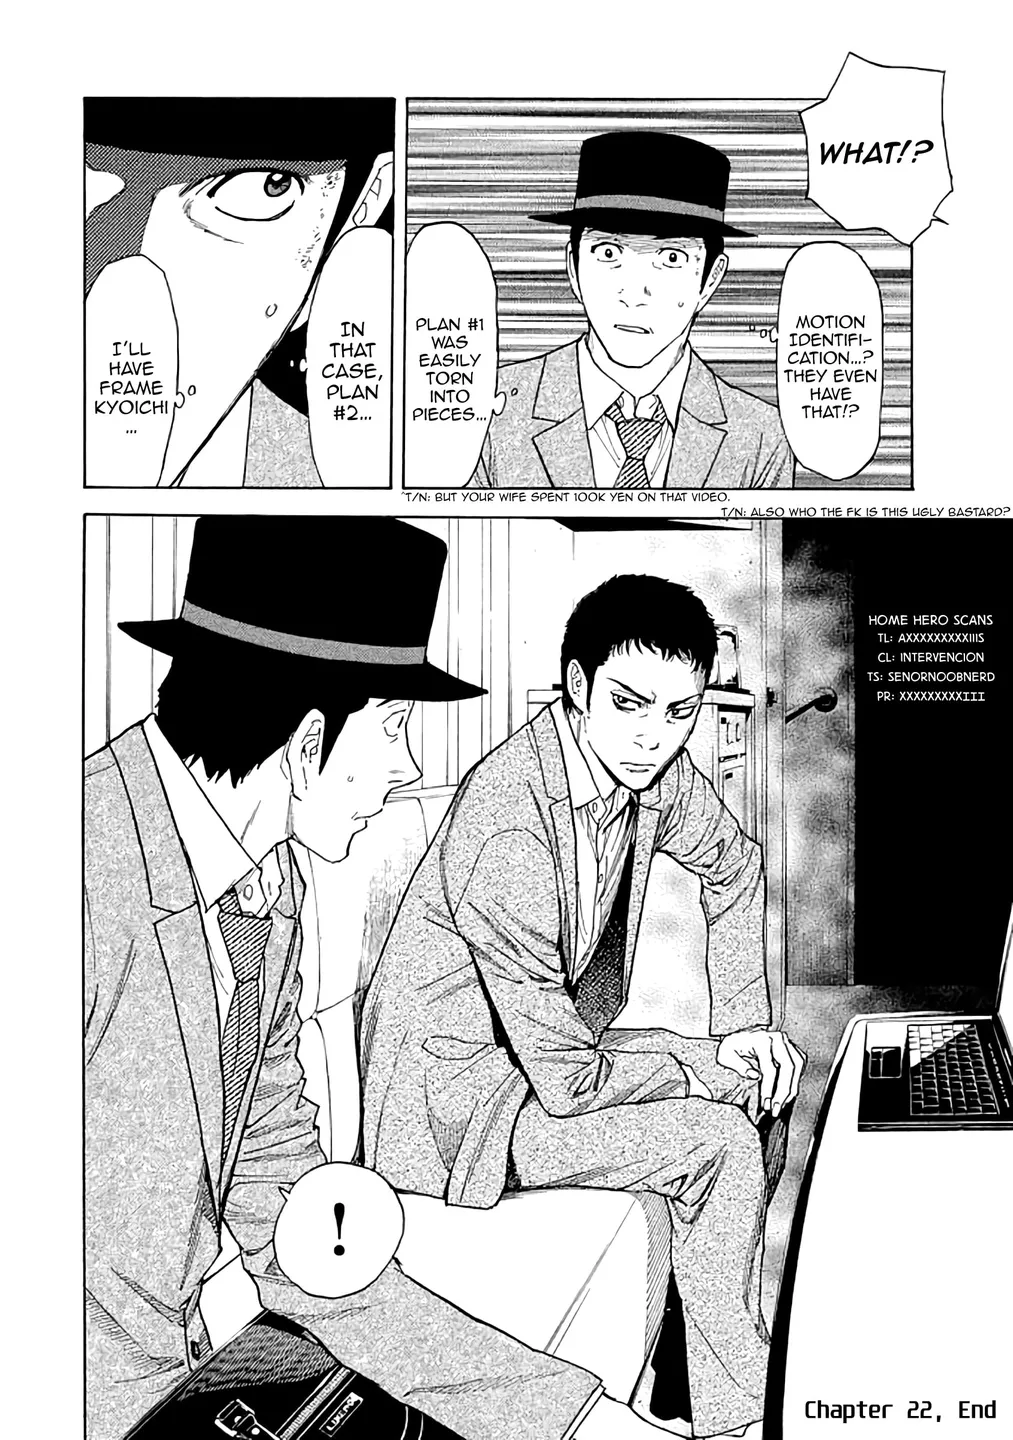 WHAT!?
MOTION
IDENTIFI-
CATION...?
THEY EVEN
HAVE
THAT!?
PLAN #1
WAS
EASILY
TORN
INTO
PIECES...
IN
THAT
CASE,
PLAN
#2...
I'LL
HAVE
FRAME
KYOICHI
...
^T/N: BUT YOUR WIFE SPENT 100K YEN ON THAT VIDEO.
T/N: ALSO WHO THE FK IS THIS UGLY BASTARD?
HOME HERO SCANS
TL: AXXXXXXXXXIIIS
CL: INTERVENCION
TS: SENORNOOBNERD
PR: XXXXXXXXXIII
!
Chapter 22, End